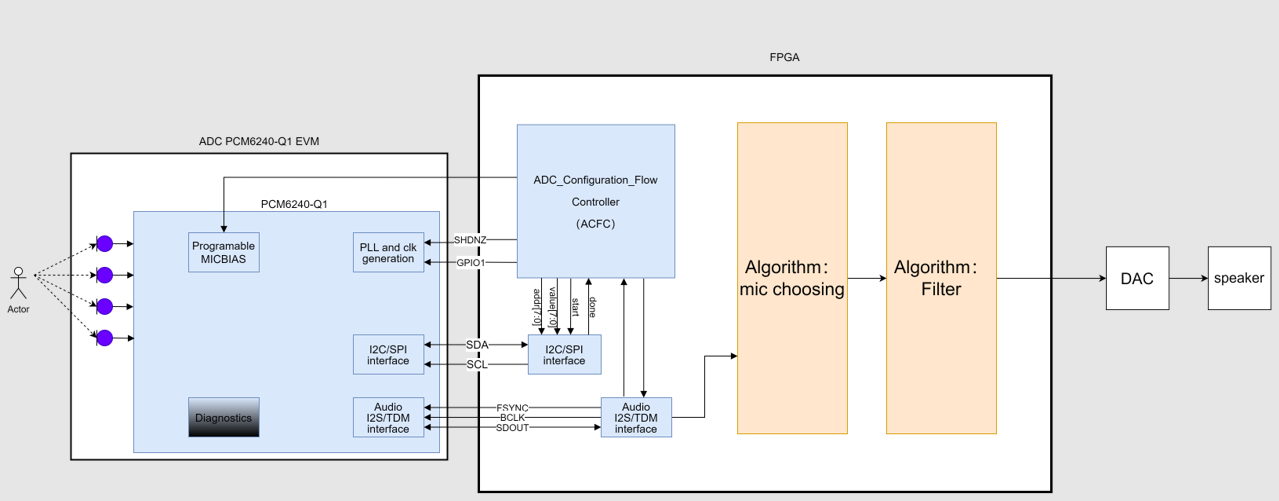 FPGA
ADC PCM6240-Q1 EVM
PCM6240-Q1
Programable
MICBIAS
PLL and clk
generation
I2C/SPI
interface
Audio
I2S/TDM
interface
Diagnostics
Actor
SHDNZ
GPIO1
SDA
SCL
FSYNC
BCLK
SDOUT
ADC_Configuration_Flow
Controller
（ACFC）
addr[7:0]
value[7:0]
start
done
I2C/SPI
interface
Audio
I2S/TDM
interface
Algorithm：
mic choosing
Algorithm：
Filter
DAC
speaker